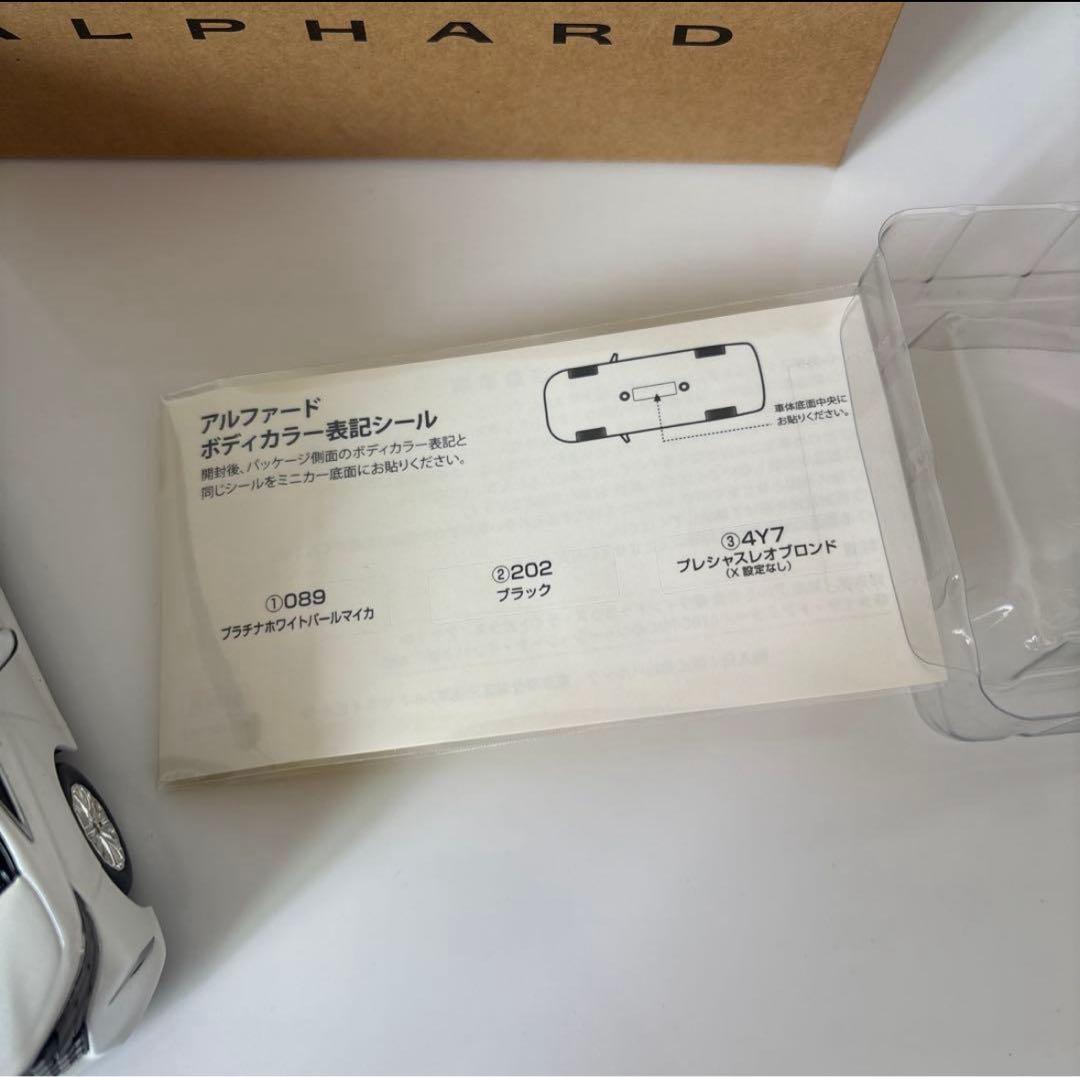 ALPHARD
アルファード
ボディカラー表記シール
開封後、パッケージ側面のボディカラー表記と
同じシールをミニカー底面にお貼りください。
車体底面中央に
お貼りください。
①089
プラチナホワイトパールマイカ
②202
ブラック
③4Y7
プレシャスレオブロンド
(X 設定なし)